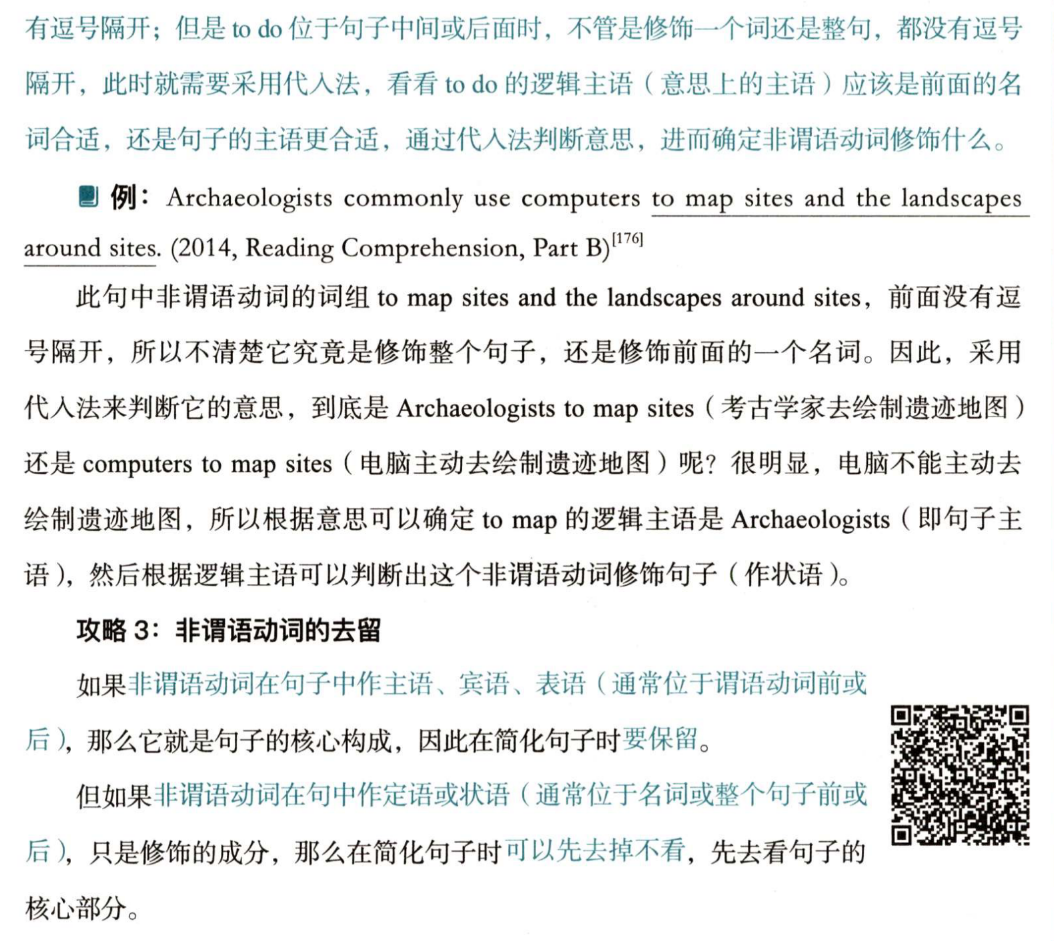 有逗号隔开；但是 to do 位于句子中间或后面时，不管是修饰一个词还是整句，都没有逗号
隔开，此时就需要采用代入法，看看 to do 的逻辑主语（意思上的主语）应该是前面的名
词合适，还是句子的主语更合适，通过代入法判断意思，进而确定非谓语动词修饰什么。
例：Archaeologists commonly use computers to map sites and the landscapes
around sites. (2014, Reading Comprehension, Part B)[176]
此句中非谓语动词的词组 to map sites and the landscapes around sites，前面没有逗
号隔开，所以不清楚它究竟是修饰整个句子，还是修饰前面的一个名词。因此，采用
代入法来判断它的意思，到底是 Archaeologists to map sites（考古学家去绘制遗迹地图）
还是 computers to map sites（电脑主动去绘制遗迹地图）呢？很明显，电脑不能主动去
绘制遗迹地图，所以根据意思可以确定 to map 的逻辑主语是 Archaeologists（即句子主
语），然后根据逻辑主语可以判断出这个非谓语动词修饰句子（作状语）。
攻略 3：非谓语动词的去留
如果非谓语动词在句子中作主语、宾语、表语（通常位于谓语动词前或
后），那么它就是句子的核心构成，因此在简化句子时要保留。
但如果非谓语动词在句中作定语或状语（通常位于名词或整个句子前或
后），只是修饰的成分，那么在简化句子时可以先去掉不看，先去看句子的
核心部分。